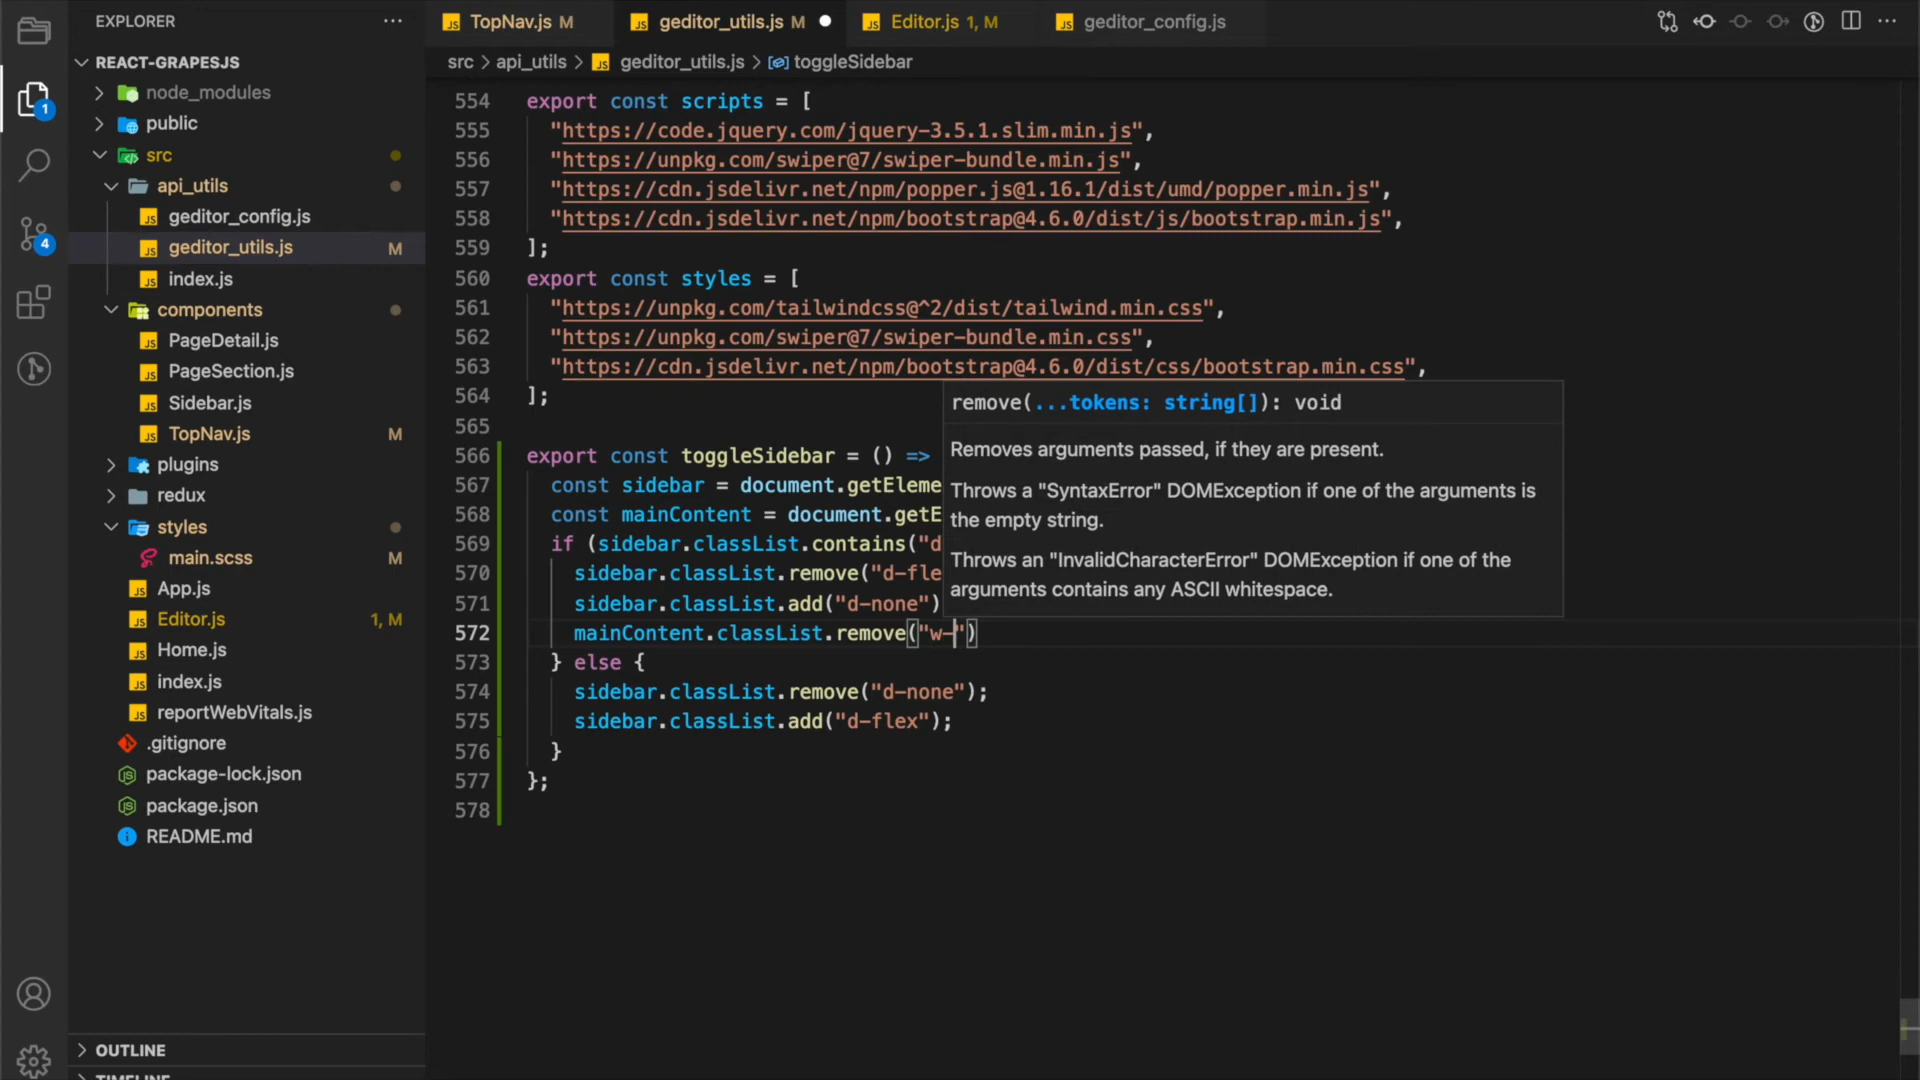 EXPLORER
REACT-GRAPESJS
node_modules
public
src
api_utils
geditor_config.js
geditor_utils.js M
index.js
components
PageDetail.js
PageSection.js
Sidebar.js
TopNav.js M
plugins
redux
styles
main.scss M
App.js
Editor.js 1, M
Home.js
index.js
reportWebVitals.js
.gitignore
package-lock.json
package.json
README.md
OUTLINE
TIMELINE
1
4
TopNav.js M
geditor_utils.js M
Editor.js 1, M
geditor_config.js
src > api_utils > geditor_utils.js > toggleSidebar
554 export const scripts = [
555 "https://code.jquery.com/jquery-3.5.1.slim.min.js",
556 "https://unpkg.com/swiper@7/swiper-bundle.min.js",
557 "https://cdn.jsdelivr.net/npm/popper.js@1.16.1/dist/umd/popper.min.js",
558 "https://cdn.jsdelivr.net/npm/bootstrap@4.6.0/dist/js/bootstrap.min.js",
559 ];
560 export const styles = [
561 "https://unpkg.com/tailwindcss@^2/dist/tailwind.min.css",
562 "https://unpkg.com/swiper@7/swiper-bundle.min.css",
563 "https://cdn.jsdelivr.net/npm/bootstrap@4.6.0/dist/css/bootstrap.min.css",
564 ];
565
566 export const toggleSidebar = () =>
567 const sidebar = document.getEleme
568 const mainContent = document.getE
569 if (sidebar.classList.contains("d
570 sidebar.classList.remove("d-fle
571 sidebar.classList.add("d-none")
572 mainContent.classList.remove("w-")
573 } else {
574 sidebar.classList.remove("d-none");
575 sidebar.classList.add("d-flex");
576 }
577 };
578
remove(...tokens: string[]): void
Removes arguments passed, if they are present.
Throws a "SyntaxError" DOMException if one of the arguments is
the empty string.
Throws an "InvalidCharacterError" DOMException if one of the
arguments contains any ASCII whitespace.